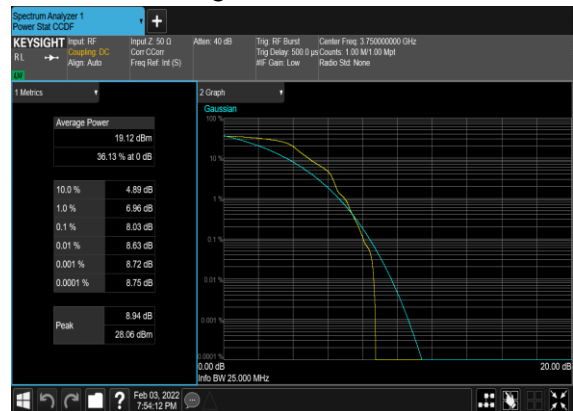 Spectrum Analyzer 1
Power Stat CCDF
+
KEYSIGHT
RL
LW
Input: RF
Coupling: DC
Align: Auto
Input Z: 50 Ω
Corr CCorr
Freq Ref: Int (S)
Atten: 40 dB
Trig: RF Burst
Trig Delay: 500.0 µs
#IF Gain: Low
Center Freq: 3.750000000 GHz
Counts: 1.00 M/1.00 Mpt
Radio Std: None
1 Metrics
Average Power
19.12 dBm
36.13 % at 0 dB
10.0 % 4.89 dB
1.0 % 6.96 dB
0.1 % 8.03 dB
0.01 % 8.63 dB
0.001 % 8.72 dB
0.0001 % 8.75 dB
Peak
8.94 dB
28.06 dBm
2 Graph
Gaussian
100 %
10 %
1 %
0.1 %
0.01 %
0.001 %
0.0001 %
0.00 dB 20.00 dB
Info BW 25.000 MHz
?
Feb 03, 2022
7:54:12 PM